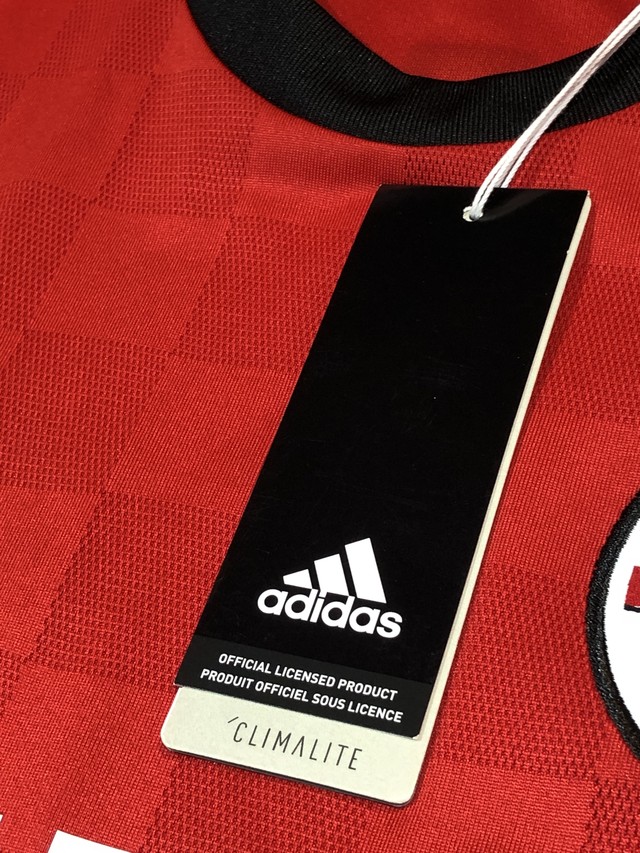 adidas
OFFICIAL LICENSED PRODUCT
PRODUIT OFFICIEL SOUS LICENCE
CLIMALITE